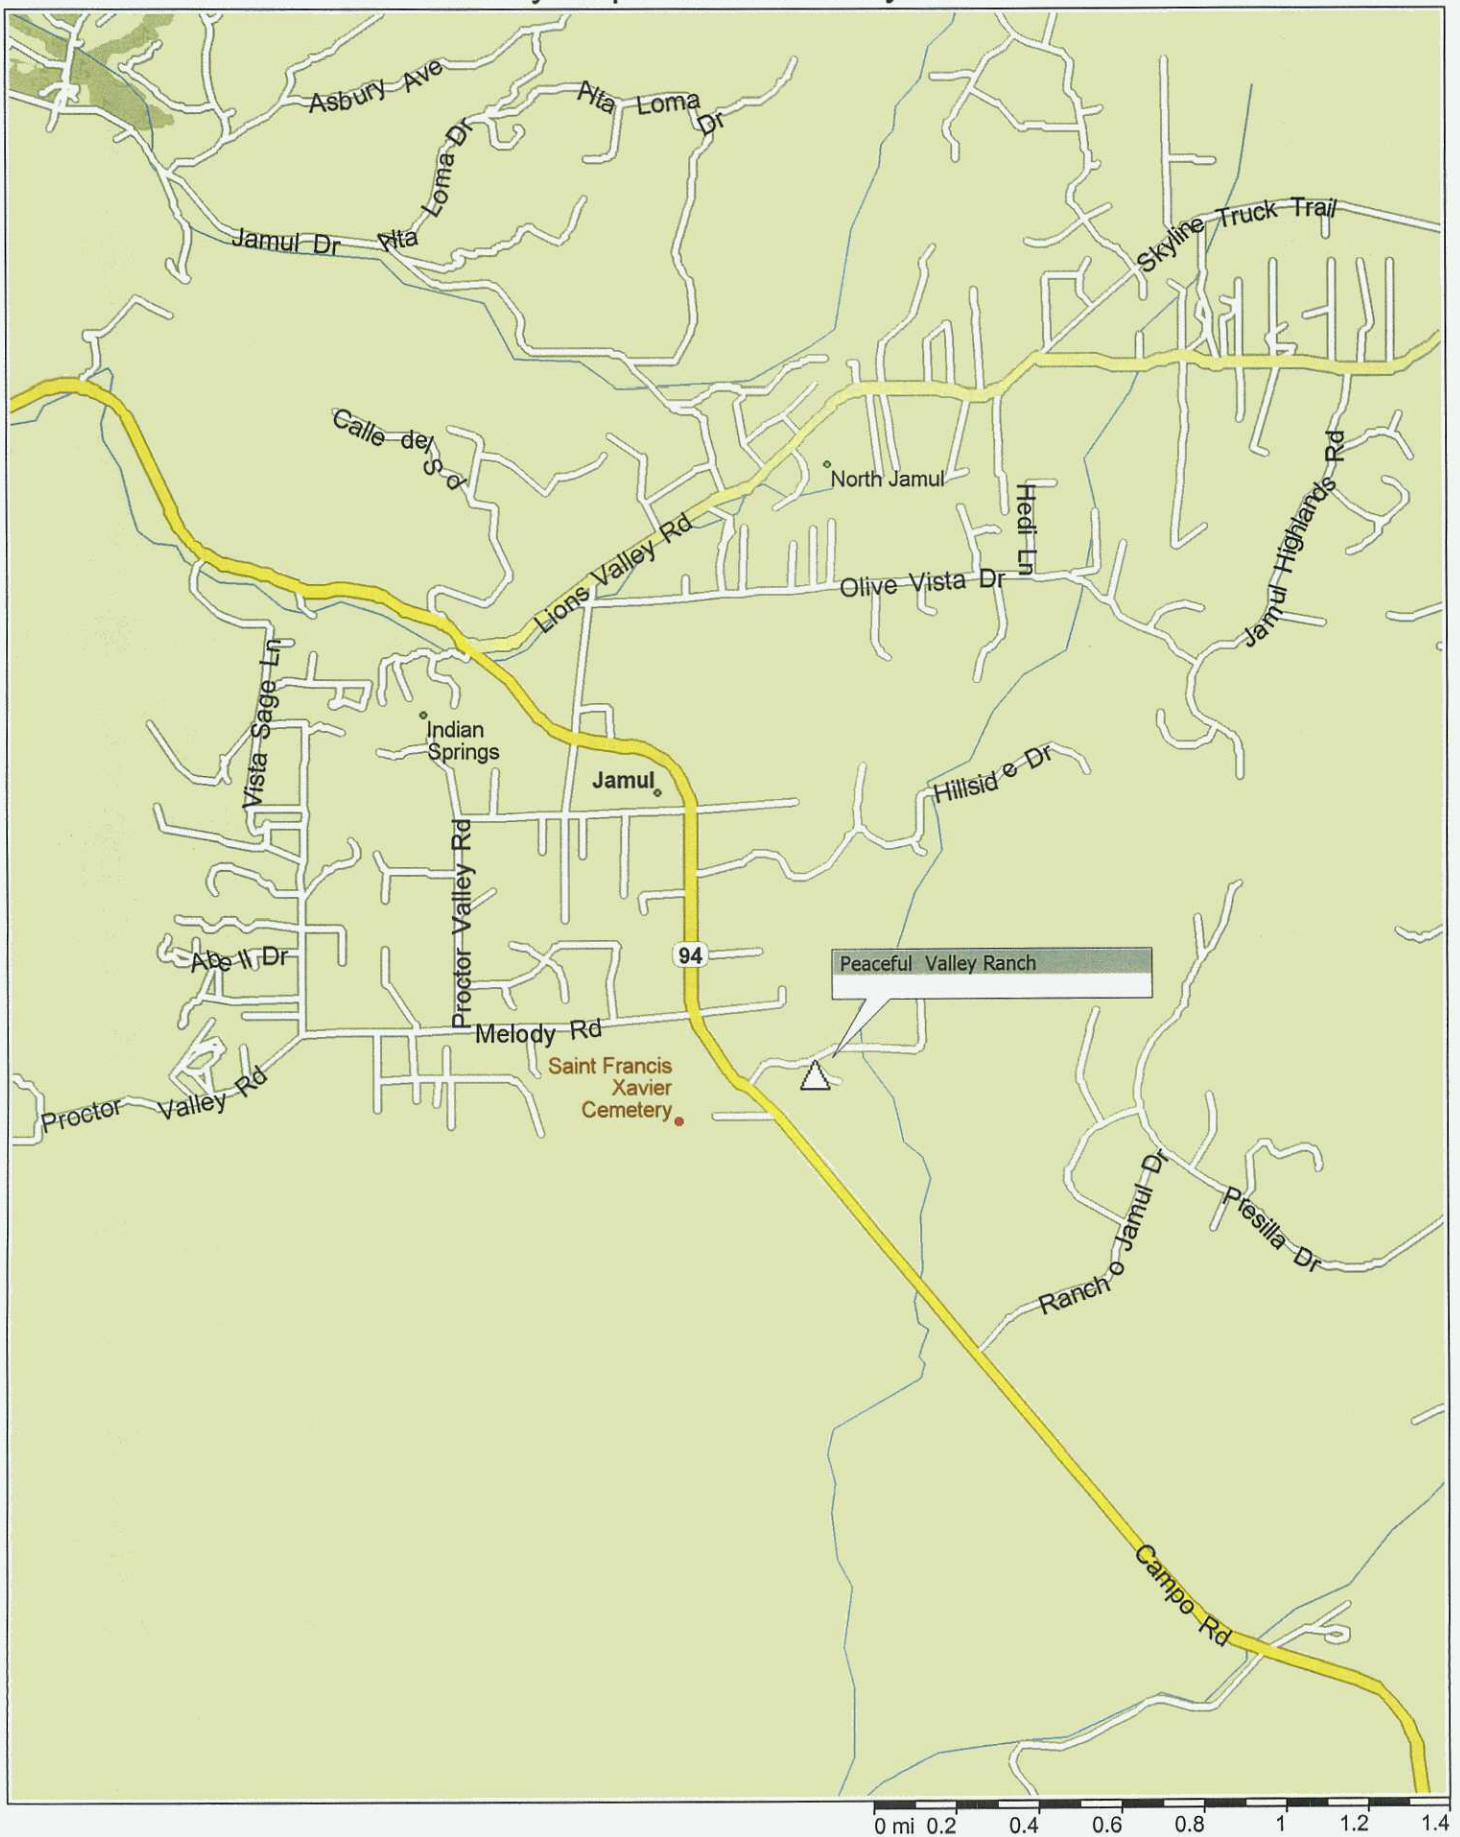 Asbury Ave
Alta Loma Dr
Alta Loma Dr
Jamul Dr
Skyline Truck Trail
Calle del S d
North Jamul
Hedi Ln
Jamul Highlands Rd
Lions Valley Rd
Olive Vista Dr
Vista Sage Ln
Indian
Springs
Jamul
Hillside Dr
Proctor Valley Rd
Abell Dr
94
Peaceful Valley Ranch
Melody Rd
Saint Francis
Xavier
Cemetery
Proctor Valley Rd
Rancho Jamul Dr
Presilla Dr
Campo Rd
0 mi 0.2 0.4 0.6 0.8 1 1.2 1.4